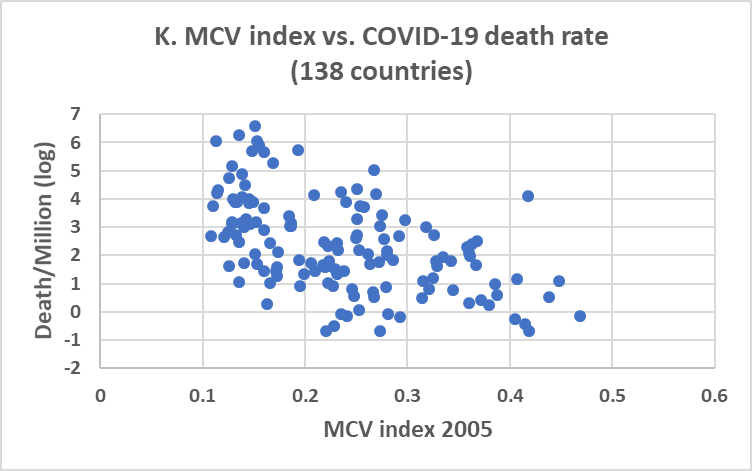 K. MCV index vs. COVID-19 death rate
(138 countries)
Death/Million (log)
7
6
5
4
3
2
1
0
-1
-2
0 0.1 0.2 0.3 0.4 0.5 0.6
MCV index 2005